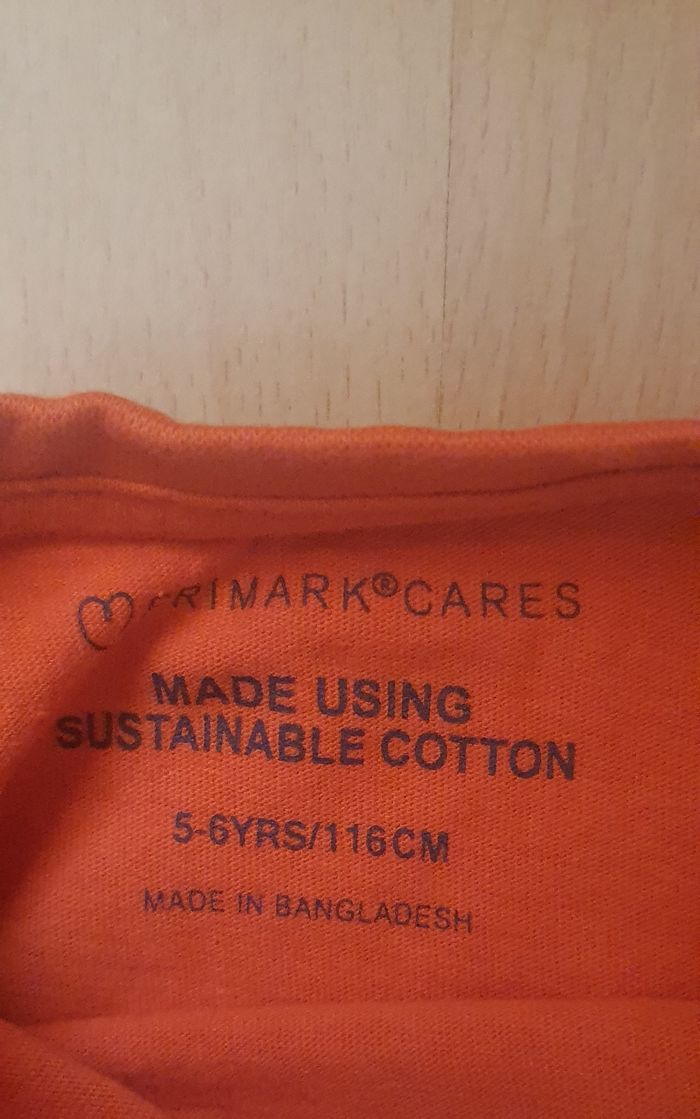 PRIMARK®CARES
MADE USING
SUSTAINABLE COTTON
5-6YRS/116CM
MADE IN BANGLADESH